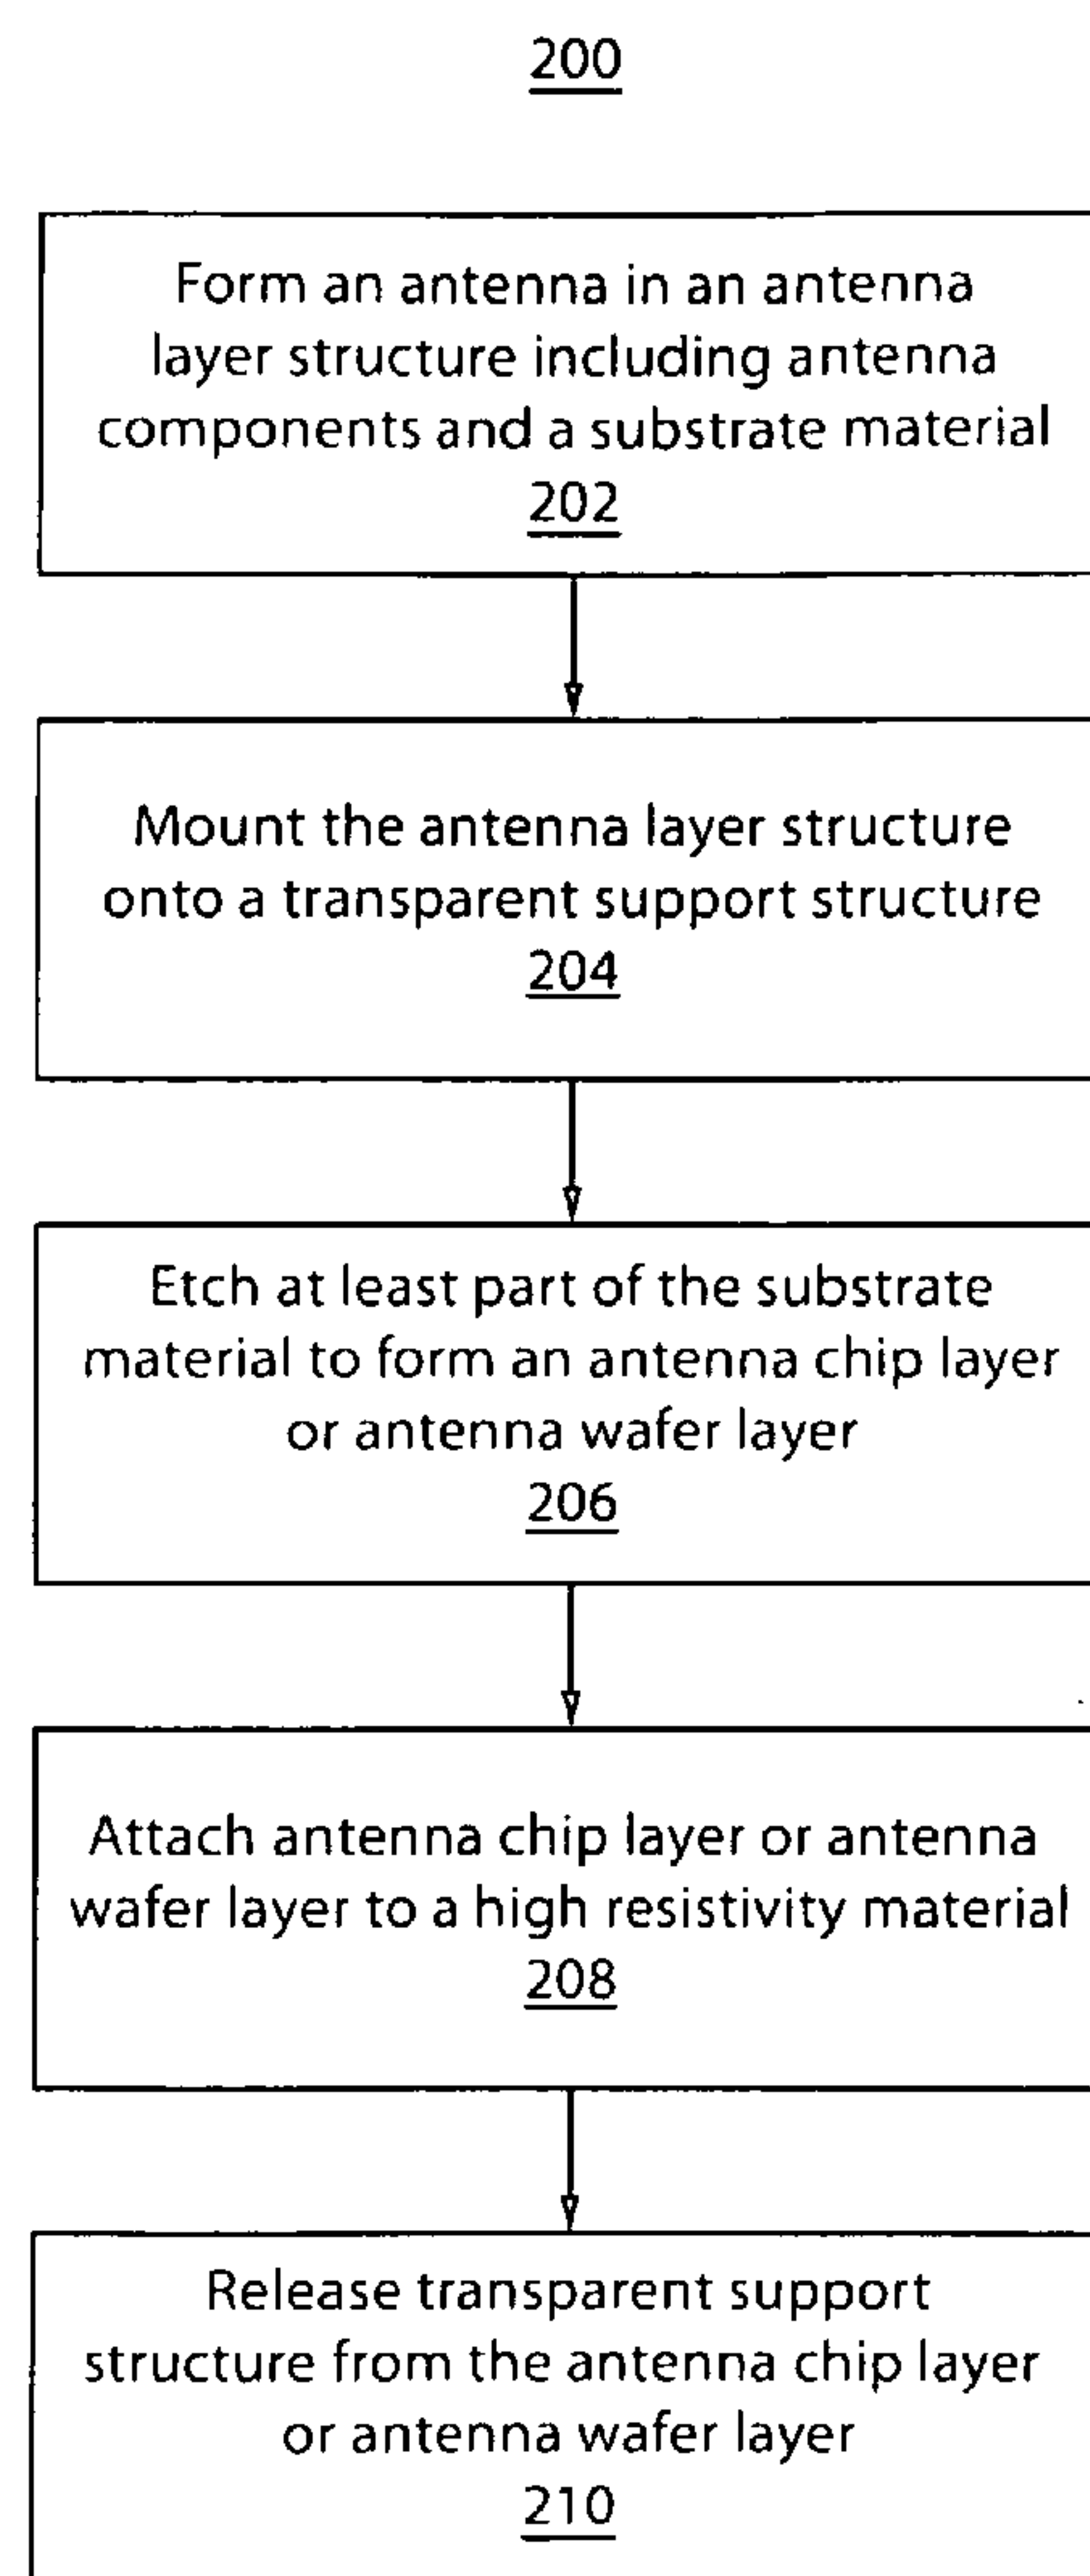 200
Form an antenna in an antenna
layer structure including antenna
components and a substrate material
202
Mount the antenna layer structure
onto a transparent support structure
204
Etch at least part of the substrate
material to form an antenna chip layer
or antenna wafer layer
206
Attach antenna chip layer or antenna
wafer layer to a high resistivity material
208
Release transparent support
structure from the antenna chip layer
or antenna wafer layer
210